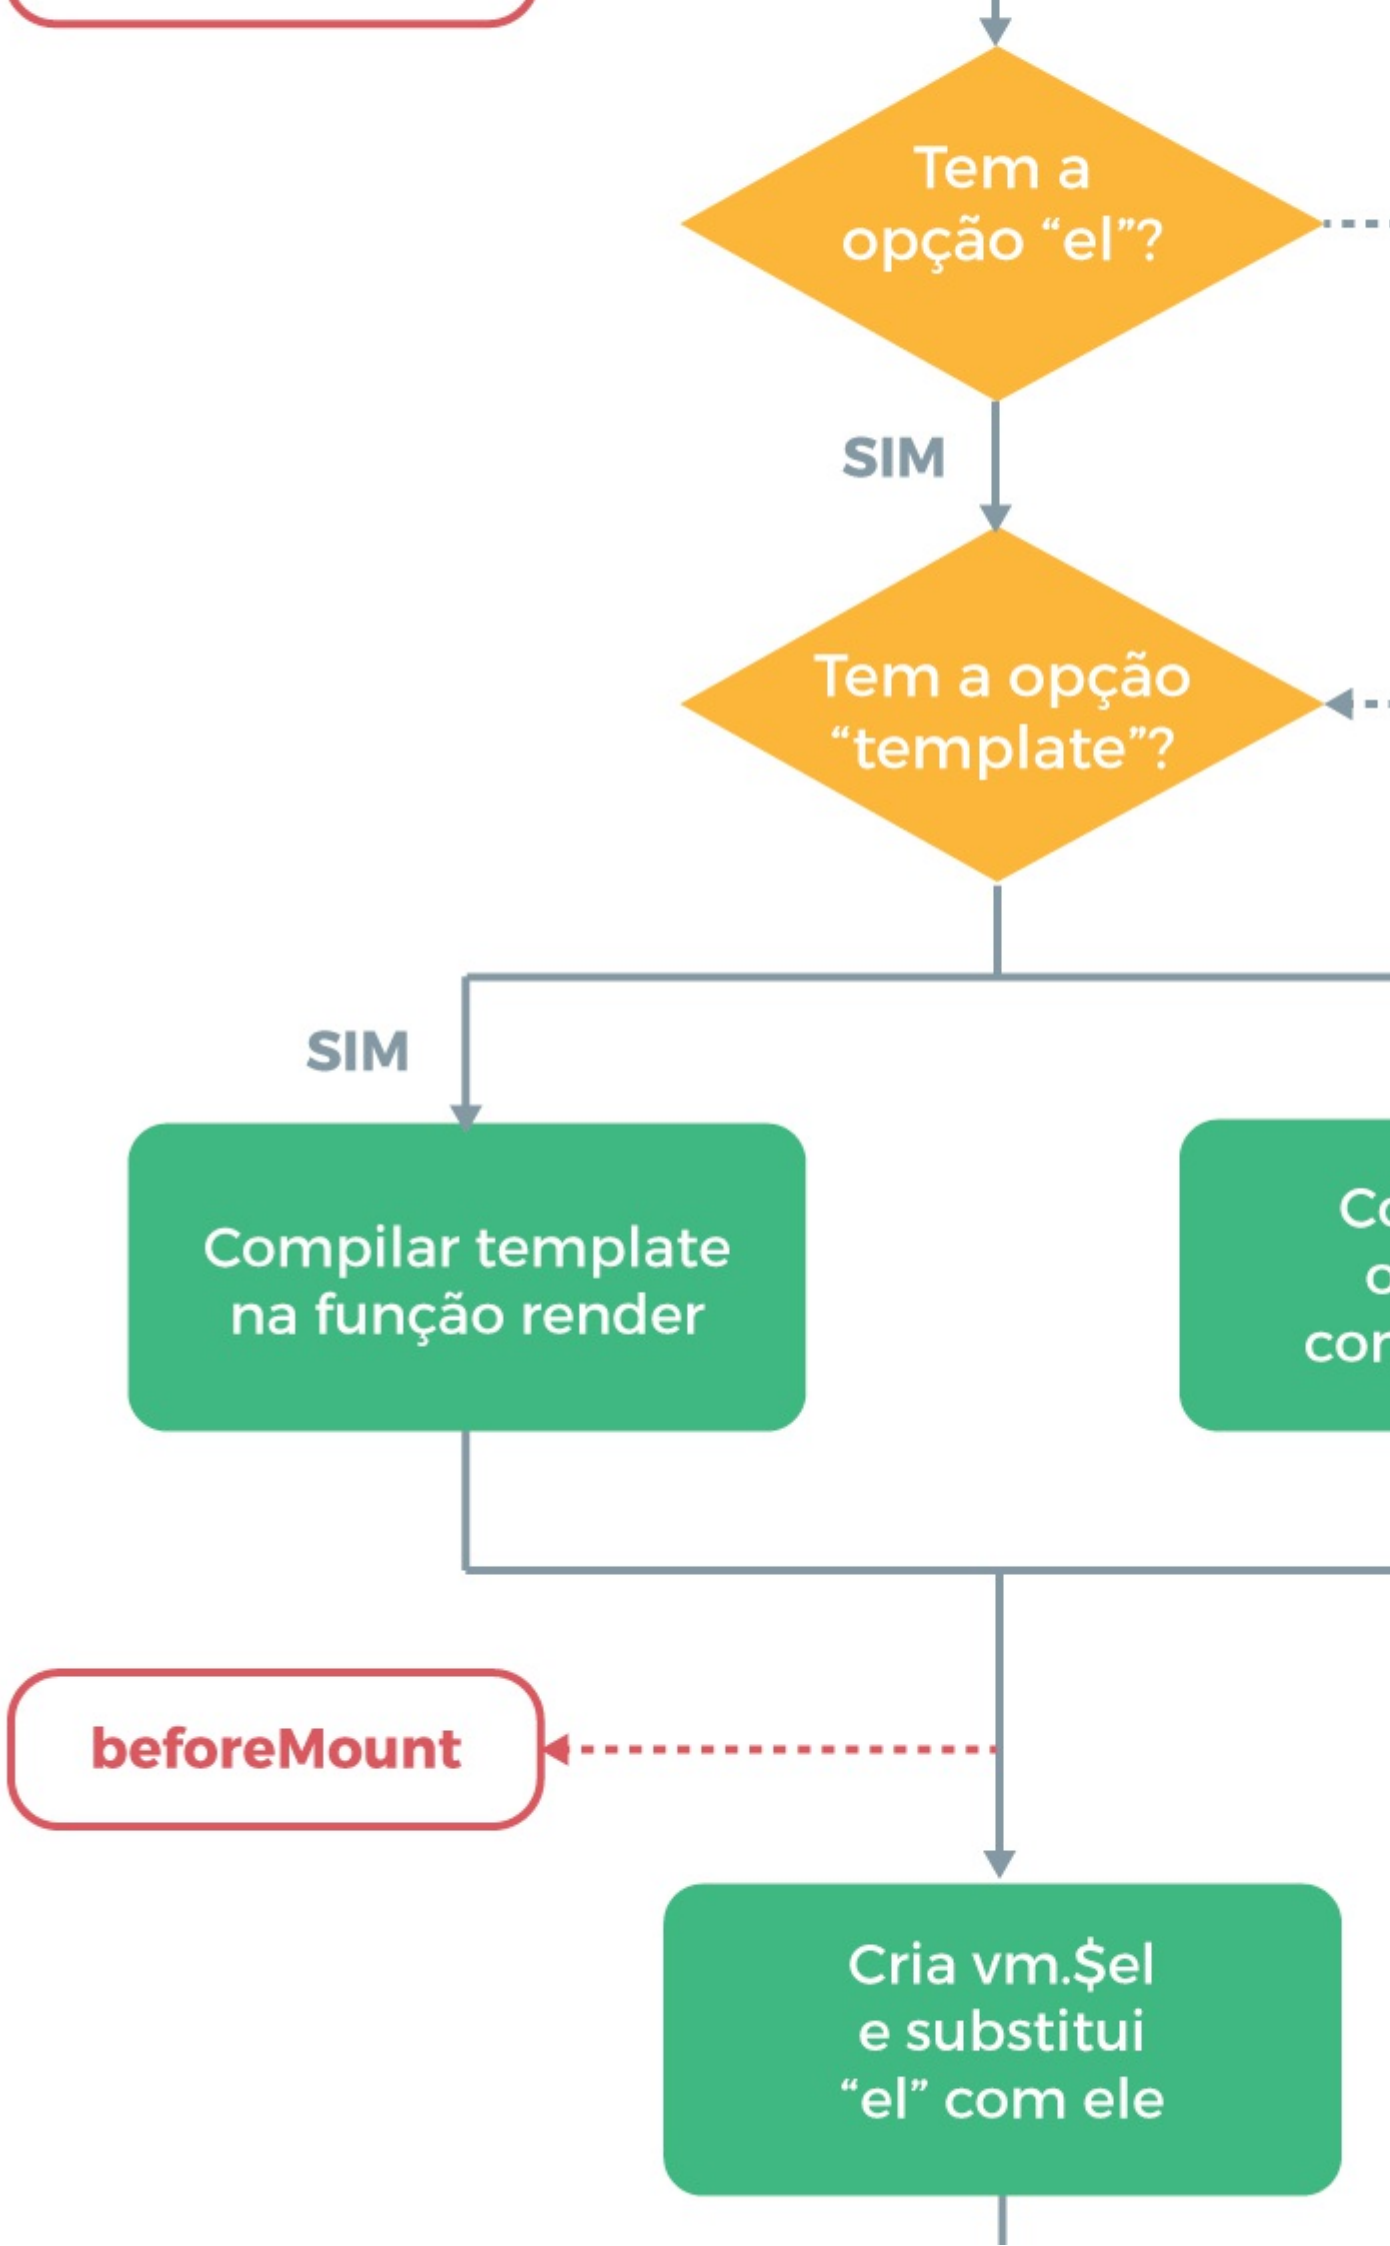 Tem a
opção “el”?
SIM
Tem a opção
“template”?
SIM
Compilar template
na função render
beforeMount
Cria vm.$el
e substitui
“el” com ele